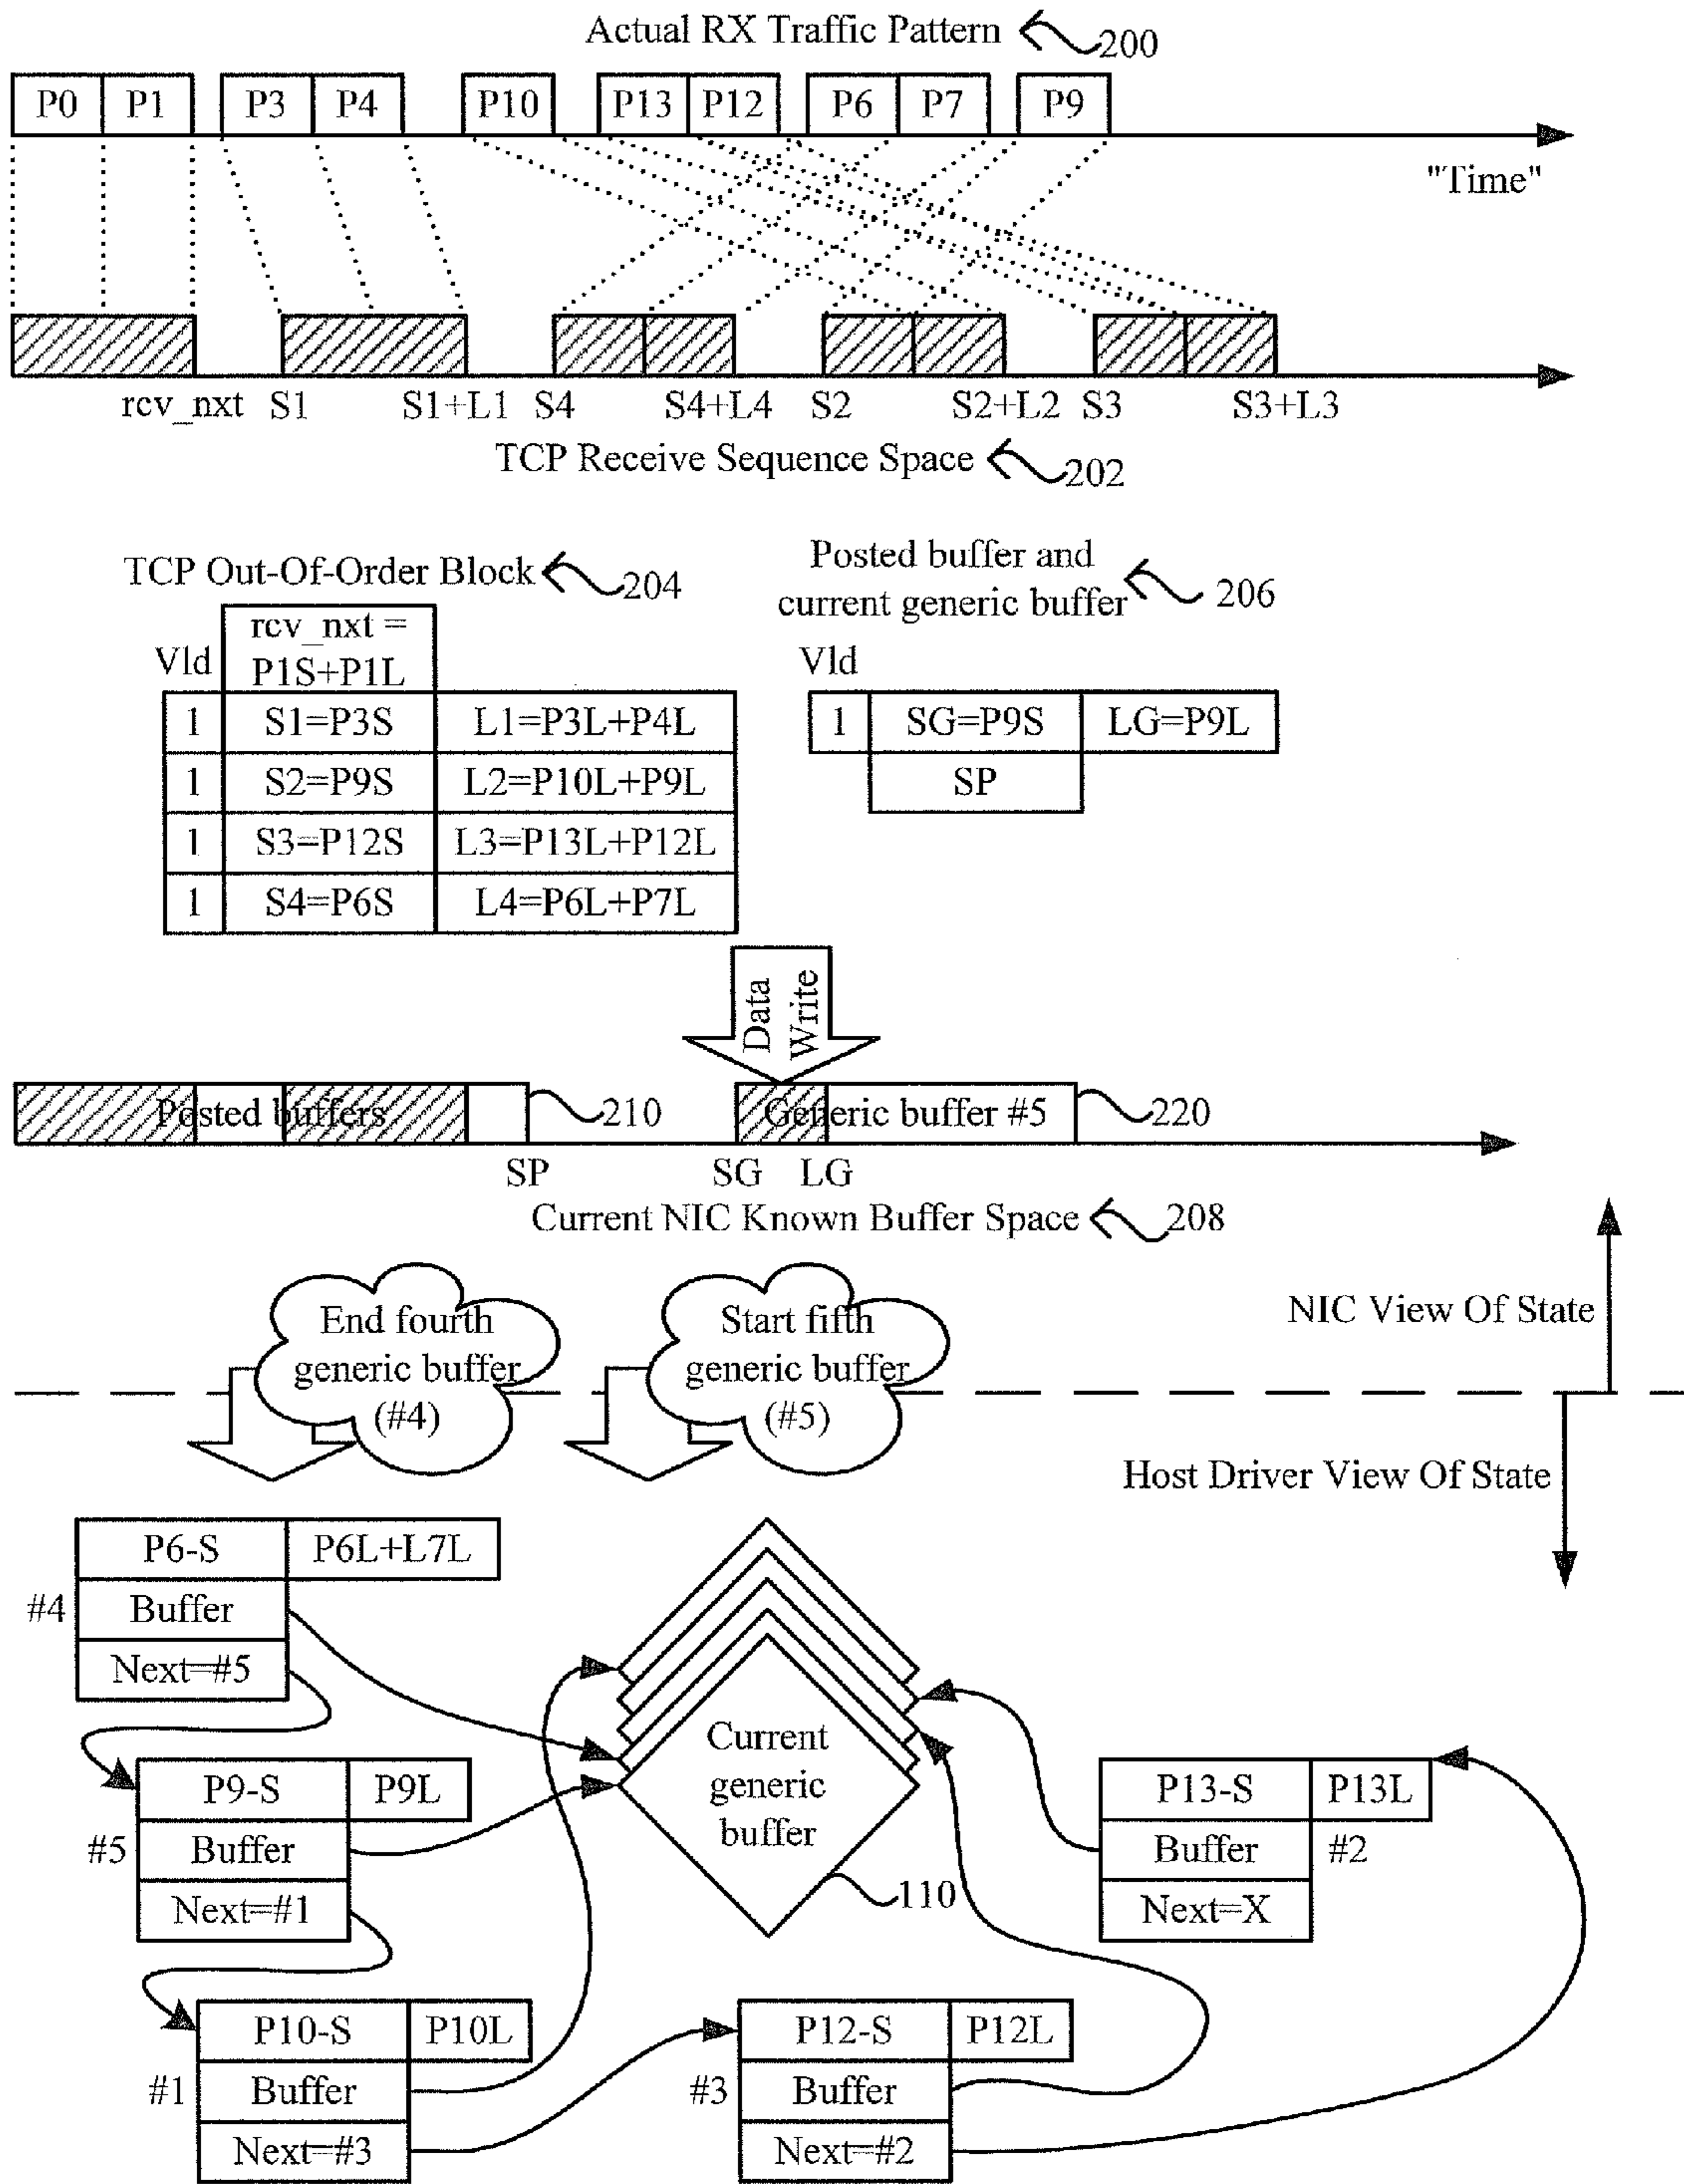 Actual RX Traffic Pattern 200
P0 P1 P3 P4 P10 P13 P12 P6 P7 P9
"Time"
rcv_nxt S1 S1+L1 S4 S4+L4 S2 S2+L2 S3 S3+L3
TCP Receive Sequence Space 202
TCP Out-Of-Order Block 204
Vld
rcv_nxt =
P1S+P1L
1 S1=P3S L1=P3L+P4L
1 S2=P9S L2=P10L+P9L
1 S3=P12S L3=P13L+P12L
1 S4=P6S L4=P6L+P7L
Posted buffer and
current generic buffer 206
Vld
1 SG=P9S LG=P9L
SP
Data
Write
Posted buffers 210 Generic buffer #5 220
SP SG LG
Current NIC Known Buffer Space 208
End fourth
generic buffer
(#4)
Start fifth
generic buffer
(#5)
NIC View Of State
Host Driver View Of State
P6-S P6L+L7L
#4 Buffer
Next=#5
P9-S P9L
#5 Buffer
Next=#1
Current
generic
buffer
110
P13-S P13L
Buffer #2
Next=X
P10-S P10L
#1 Buffer
Next=#3
P12-S P12L
#3 Buffer
Next=#2